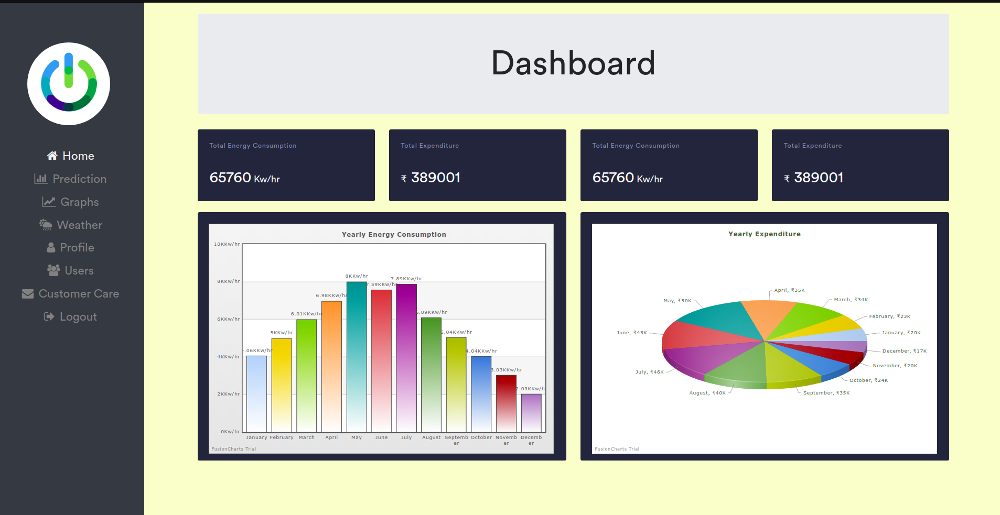 Dashboard
Home
Prediction
Graphs
Weather
Profile
Users
Customer Care
Logout
Total Energy Consumption
65760 Kw/hr
Total Expenditure
₹ 389001
Total Energy Consumption
65760 Kw/hr
Total Expenditure
₹ 389001
Yearly Energy Consumption
10KKw/hr
8KKw/hr
6KKw/hr
4KKw/hr
2KKw/hr
0Kw/hr
.06KKw/hr
5KKw/hr
6.01KKw/hr
6.98KKw/hr
8KKw/hr
7.59KKw/hr
7.89KKw/hr
6.09KKw/hr
5.04KKw/hr
4.04KKw/hr
3.03KKw/hr
2.03KKw/h
January February March April May June July August Septemb October Novemb Decemb
er er er
FusionCharts Trial
Yearly Expenditure
April, ₹35K
May, ₹50K
March, ₹34K
February, ₹23K
June, ₹45K
January, ₹20K
December, ₹17K
November, ₹20K
July, ₹46K
October, ₹24K
August, ₹40K
September, ₹35K
FusionCharts Trial